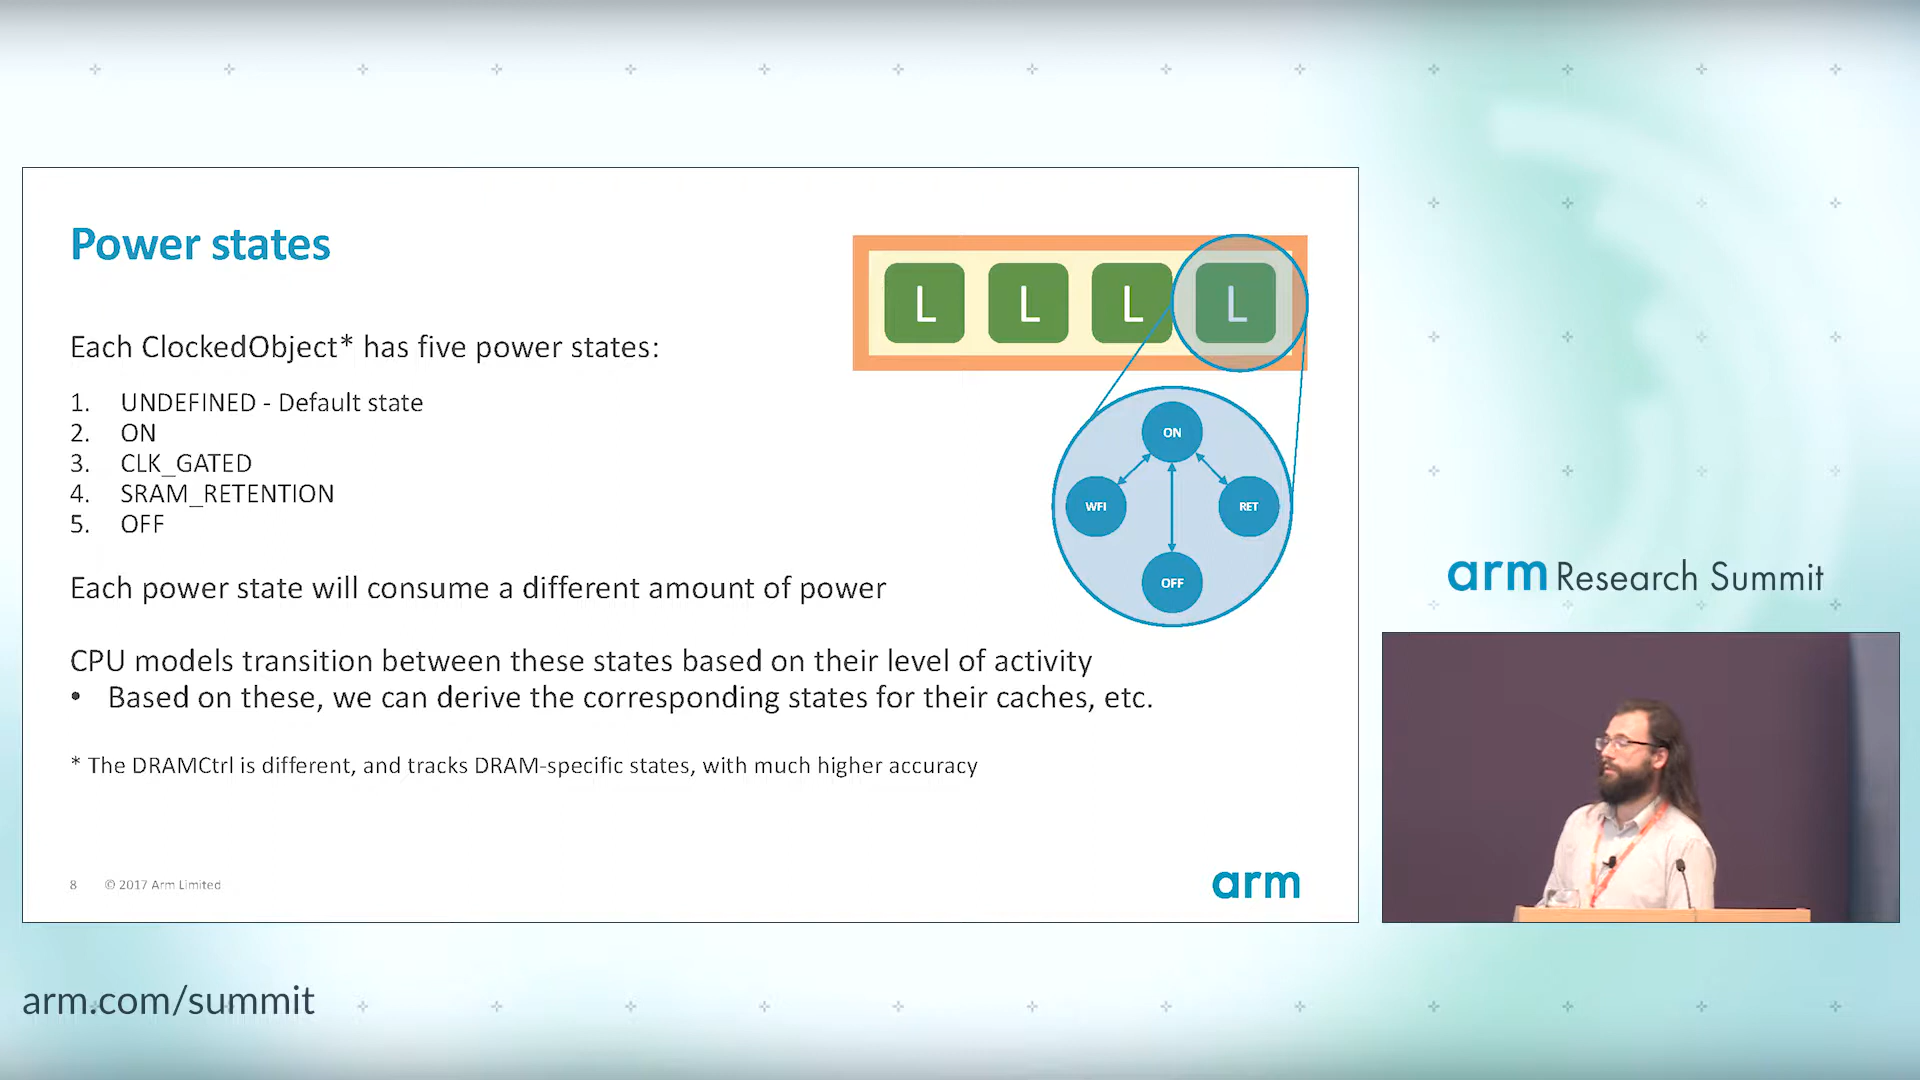 Power states
L L L L
Each ClockedObject* has five power states:
1. UNDEFINED - Default state
2. ON
3. CLK_GATED
4. SRAM_RETENTION
5. OFF
ON
WFI
RET
OFF
Each power state will consume a different amount of power
CPU models transition between these states based on their level of activity
• Based on these, we can derive the corresponding states for their caches, etc.
* The DRAMCtrl is different, and tracks DRAM-specific states, with much higher accuracy
8 © 2017 Arm Limited
arm
arm Research Summit
arm.com/summit